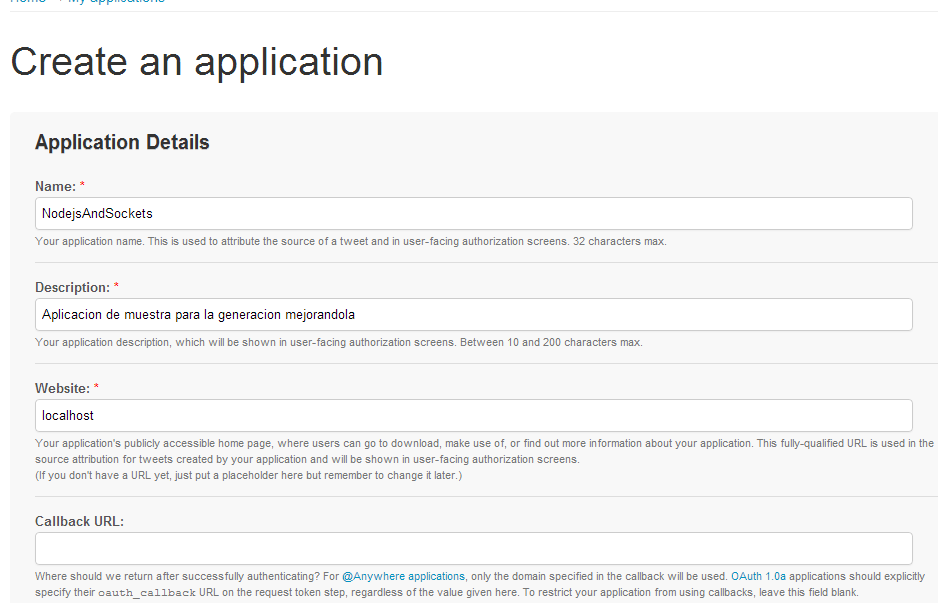 Home → My applications
Create an application
Application Details
Name: *
NodejsAndSockets
Your application name. This is used to attribute the source of a tweet and in user-facing authorization screens. 32 characters max.
Description: *
Aplicacion de muestra para la generacion mejorandola
Your application description, which will be shown in user-facing authorization screens. Between 10 and 200 characters max.
Website: *
localhost
Your application's publicly accessible home page, where users can go to download, make use of, or find out more information about your application. This fully-qualified URL is used in the
source attribution for tweets created by your application and will be shown in user-facing authorization screens.
(If you don't have a URL yet, just put a placeholder here but remember to change it later.)
Callback URL:
Where should we return after successfully authenticating? For @Anywhere applications, only the domain specified in the callback will be used. OAuth 1.0a applications should explicitly
specify their oauth_callback URL on the request token step, regardless of the value given here. To restrict your application from using callbacks, leave this field blank.